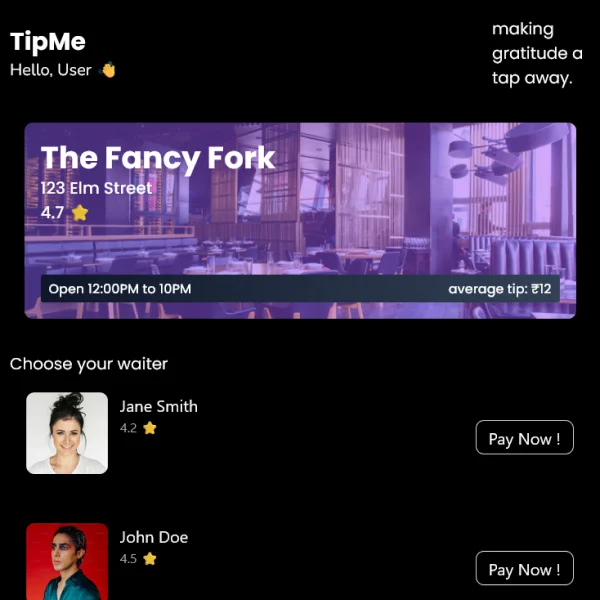 TipMe
Hello, User 👋
making
gratitude a
tap away.
The Fancy Fork
123 Elm Street
4.7 ⭐
Open 12:00PM to 10PM
average tip: ₹12
Choose your waiter
Jane Smith
4.2 ⭐
Pay Now !
John Doe
4.5 ⭐
Pay Now !